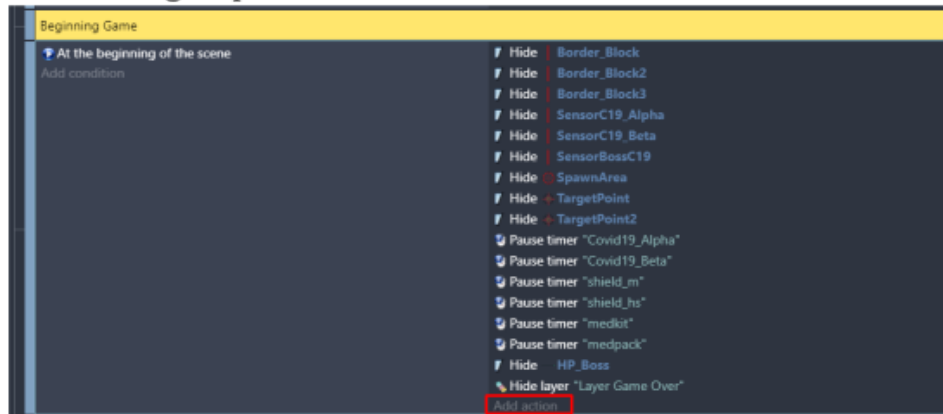 Beginning Game
At the beginning of the scene
Add condition
Hide Border_Block
Hide Border_Block2
Hide Border_Block3
Hide SensorC19_Alpha
Hide SensorC19_Beta
Hide SensorBossC19
Hide SpawnArea
Hide TargetPoint
Hide TargetPoint2
Pause timer "Covid19_Alpha"
Pause timer "Covid19_Beta"
Pause timer "shield_m"
Pause timer "shield_hs"
Pause timer "medkit"
Pause timer "medpack"
Hide HP_Boss
Hide layer "Layer Game Over"
Add action